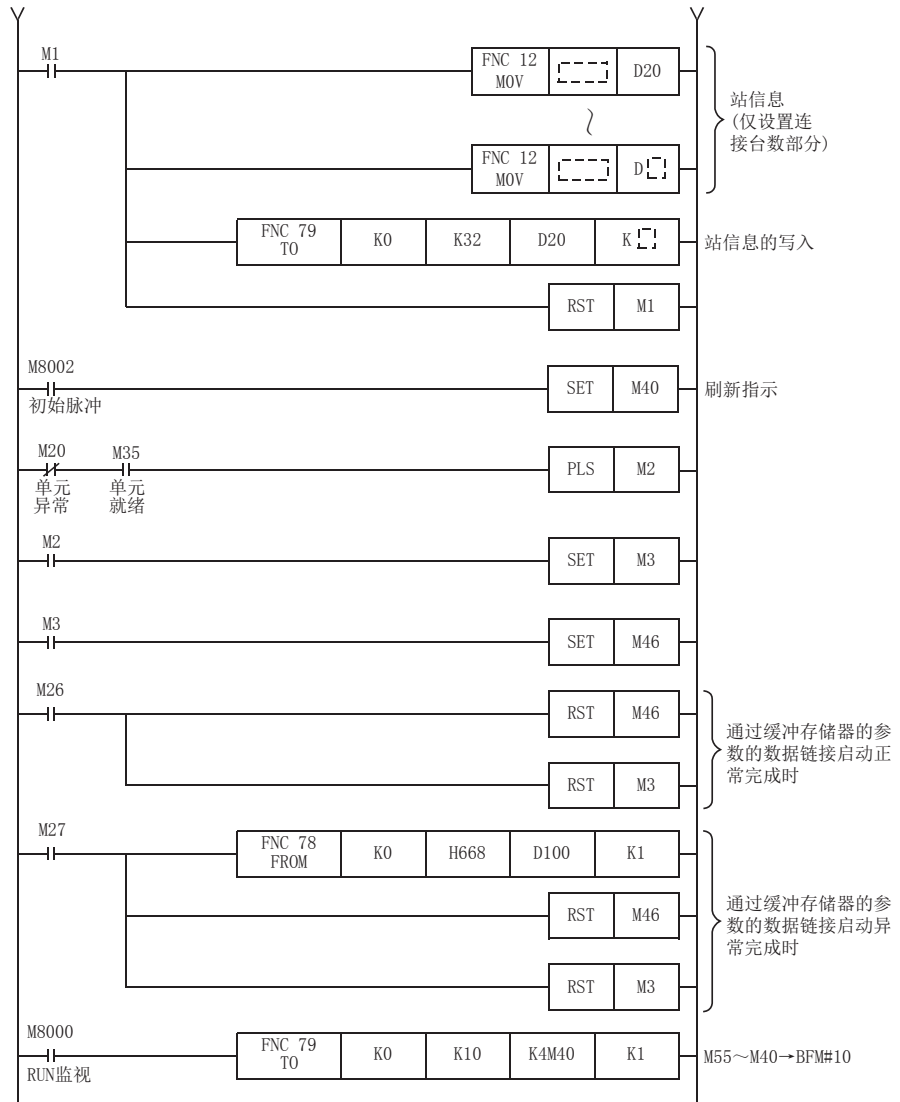 M1
FNC 12
MOV
D20
站信息
(仅设置连
接台数部分)
FNC 12
MOV
D
FNC 79
TO
K0
K32
D20
K
站信息的写入
RST
M1
M8002
初始脉冲
SET
M40
刷新指示
M20
M35
单元
异常
单元
就绪
PLS
M2
M2
SET
M3
M3
SET
M46
M26
RST
M46
RST
M3
通过缓冲存储器的参
数的数据链接启动正
常完成时
M27
FNC 78
FROM
K0
H668
D100
K1
RST
M46
RST
M3
通过缓冲存储器的参
数的数据链接启动异
常完成时
M8000
RUN监视
FNC 79
TO
K0
K10
K4M40
K1
M55～M40→BFM#10